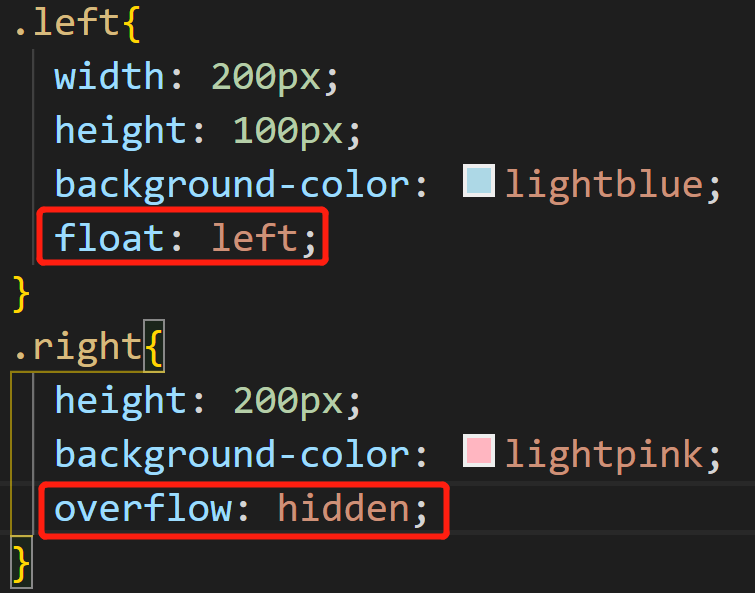 .left{
width: 200px;
height: 100px;
background-color: lightblue;
float: left;
}
.right{
height: 200px;
background-color: lightpink;
overflow: hidden;
}